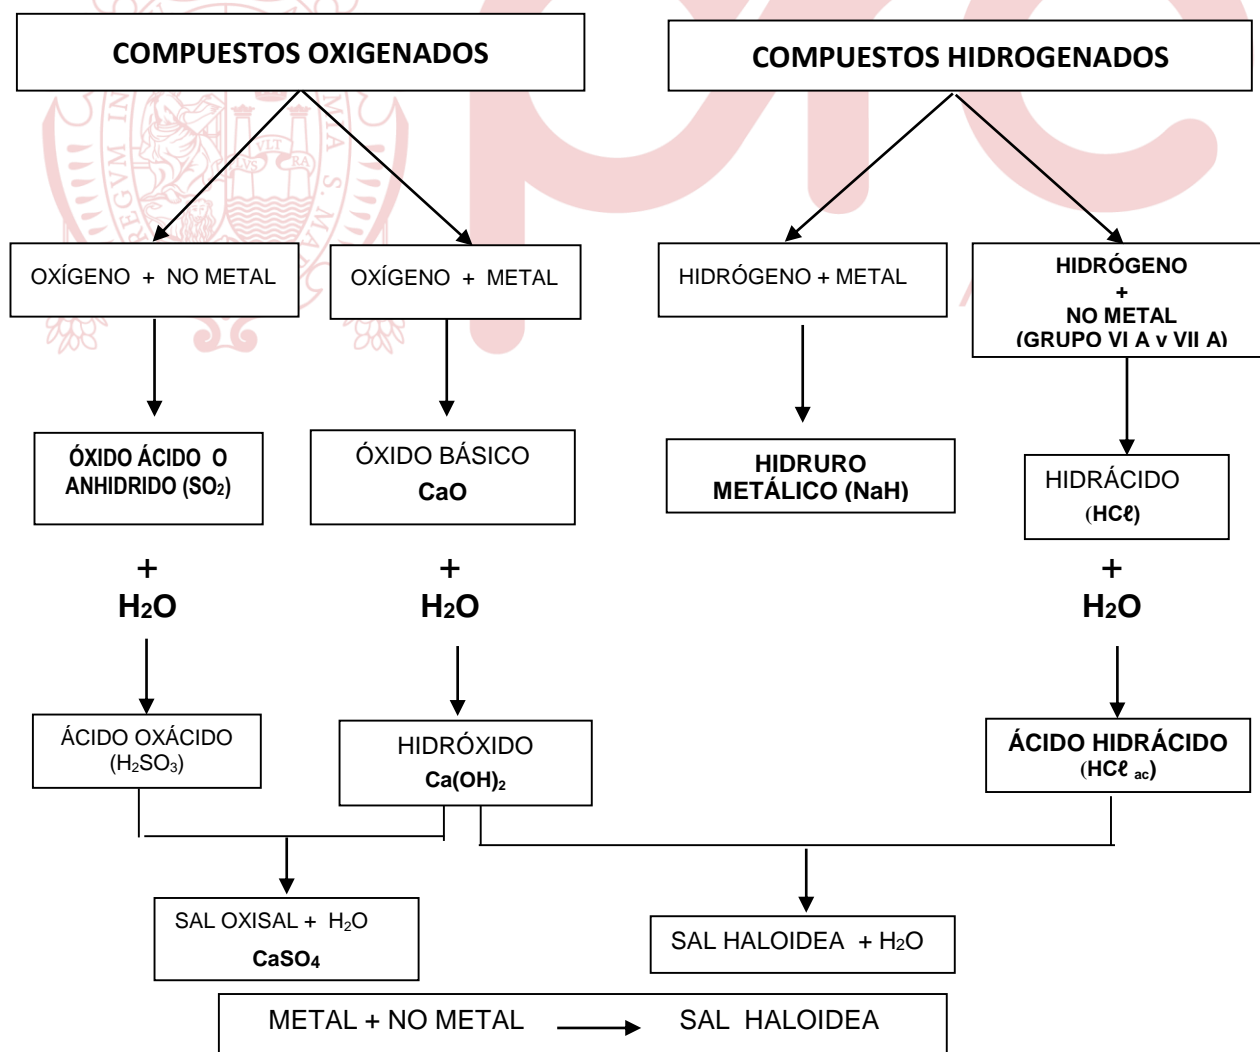 COMPUESTOS OXIGENADOS
COMPUESTOS HIDROGENADOS
OXÍGENO + NO METAL
OXÍGENO + METAL
HIDRÓGENO + METAL
HIDRÓGENO
+
NO METAL
(GRUPO VI A y VII A)
ÓXIDO ÁCIDO O
ANHIDRIDO (SO₂)
ÓXIDO BÁSICO
CaO
HIDRURO
METÁLICO (NaH)
HIDRÁCIDO
(HCℓ)
+
H₂O
+
H₂O
+
H₂O
ÁCIDO OXÁCIDO
(H₂SO₃)
HIDRÓXIDO
Ca(OH)₂
ÁCIDO HIDRÁCIDO
(HCℓ ac)
SAL OXISAL + H₂O
CaSO₄
SAL HALOIDEA + H₂O
METAL + NO METAL → SAL HALOIDEA